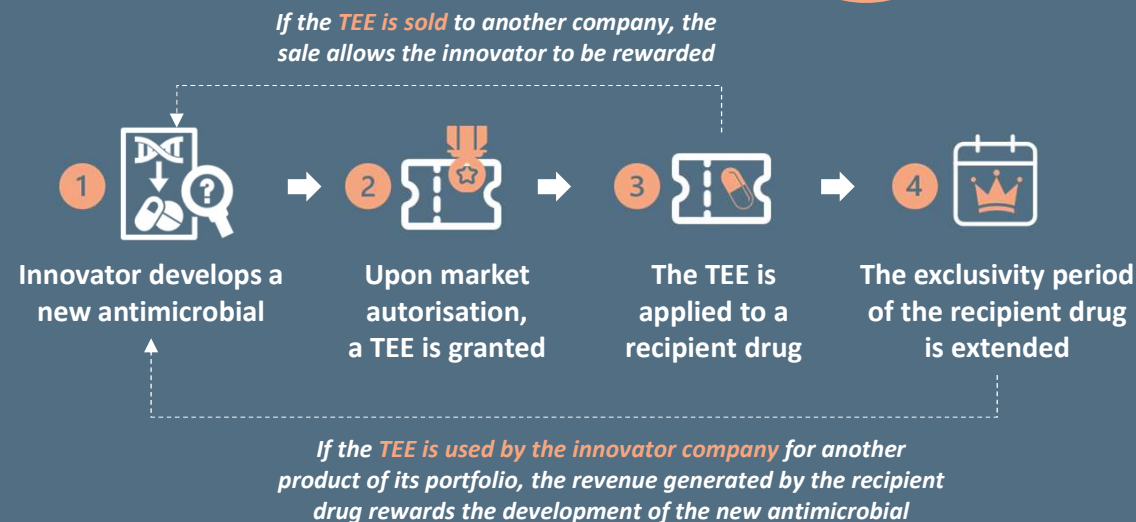 If the TEE is sold to another company, the
sale allows the innovator to be rewarded
1
?
2
3
4
Innovator develops a
new antimicrobial
Upon market
autorisation,
a TEE is granted
The TEE is
applied to a
recipient drug
The exclusivity period
of the recipient drug
is extended
If the TEE is used by the innovator company for another
product of its portfolio, the revenue generated by the recipient
drug rewards the development of the new antimicrobial